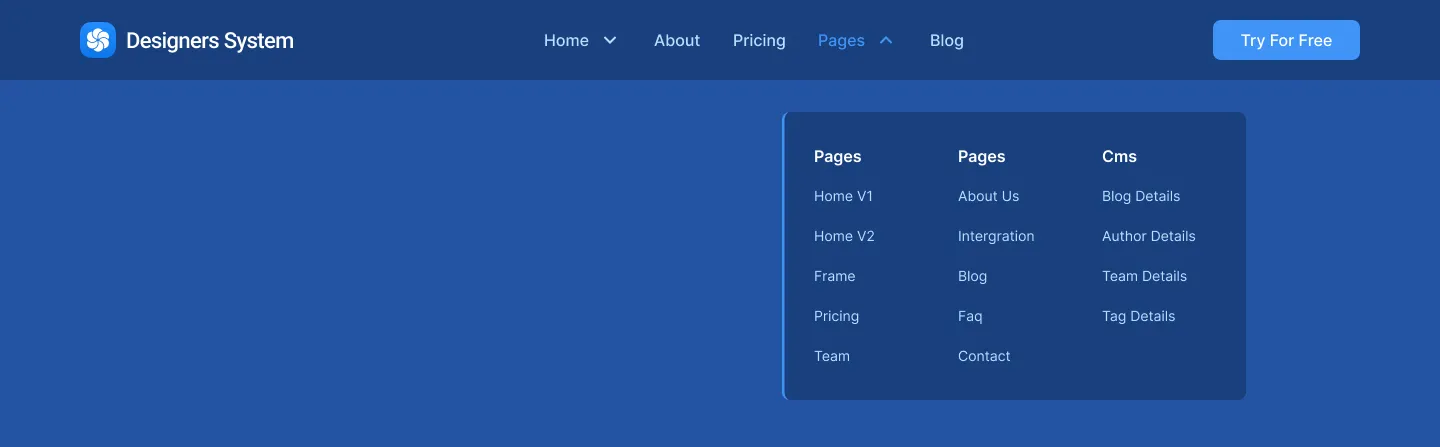 Designers System
Home
About
Pricing
Pages
Blog
Try For Free
Pages
Home V1
Home V2
Frame
Pricing
Team
Pages
About Us
Intergration
Blog
Faq
Contact
Cms
Blog Details
Author Details
Team Details
Tag Details